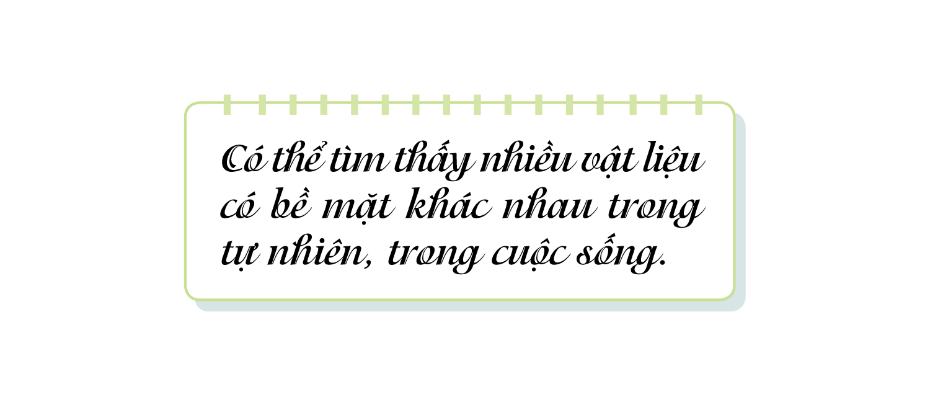 Có thể tìm thấy nhiều vật liệu
có bề mặt khác nhau trong
tự nhiên, trong cuộc sống.